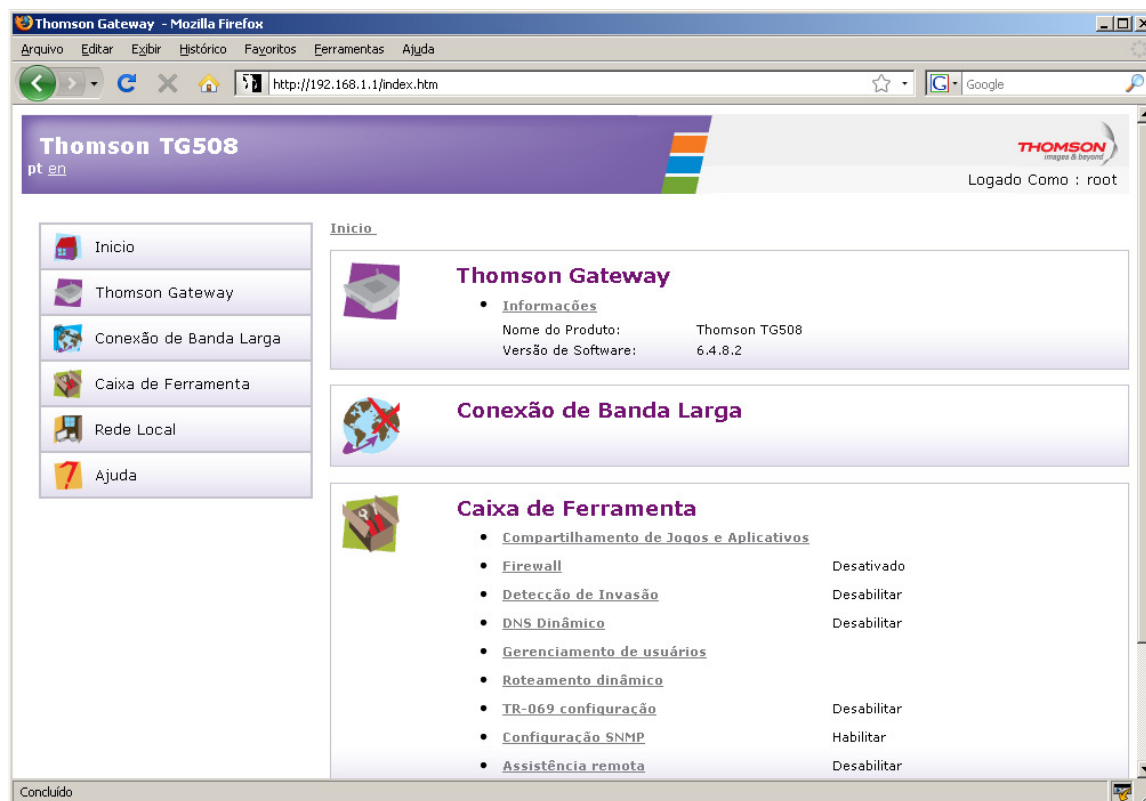 Thomson Gateway - Mozilla Firefox
Arquivo Editar Exibir Histórico Favoritos Ferramentas Ajuda
http://192.168.1.1/index.htm
G Google
Thomson TG508
pt en
THOMSON
images & beyond
Logado Como : root
Inicio
Thomson Gateway
Conexão de Banda Larga
Caixa de Ferramenta
Rede Local
Ajuda
Inicio
Thomson Gateway
Informações
Nome do Produto: Thomson TG508
Versão de Software: 6.4.8.2
Conexão de Banda Larga
Caixa de Ferramenta
Compartilhamento de Jogos e Aplicativos
Firewall Desativado
Detecção de Invasão Desabilitar
DNS Dinâmico Desabilitar
Gerenciamento de usuários
Roteamento dinâmico
TR-069 configuração Desabilitar
Configuração SNMP Habilitar
Assistência remota Desabilitar
Concluído